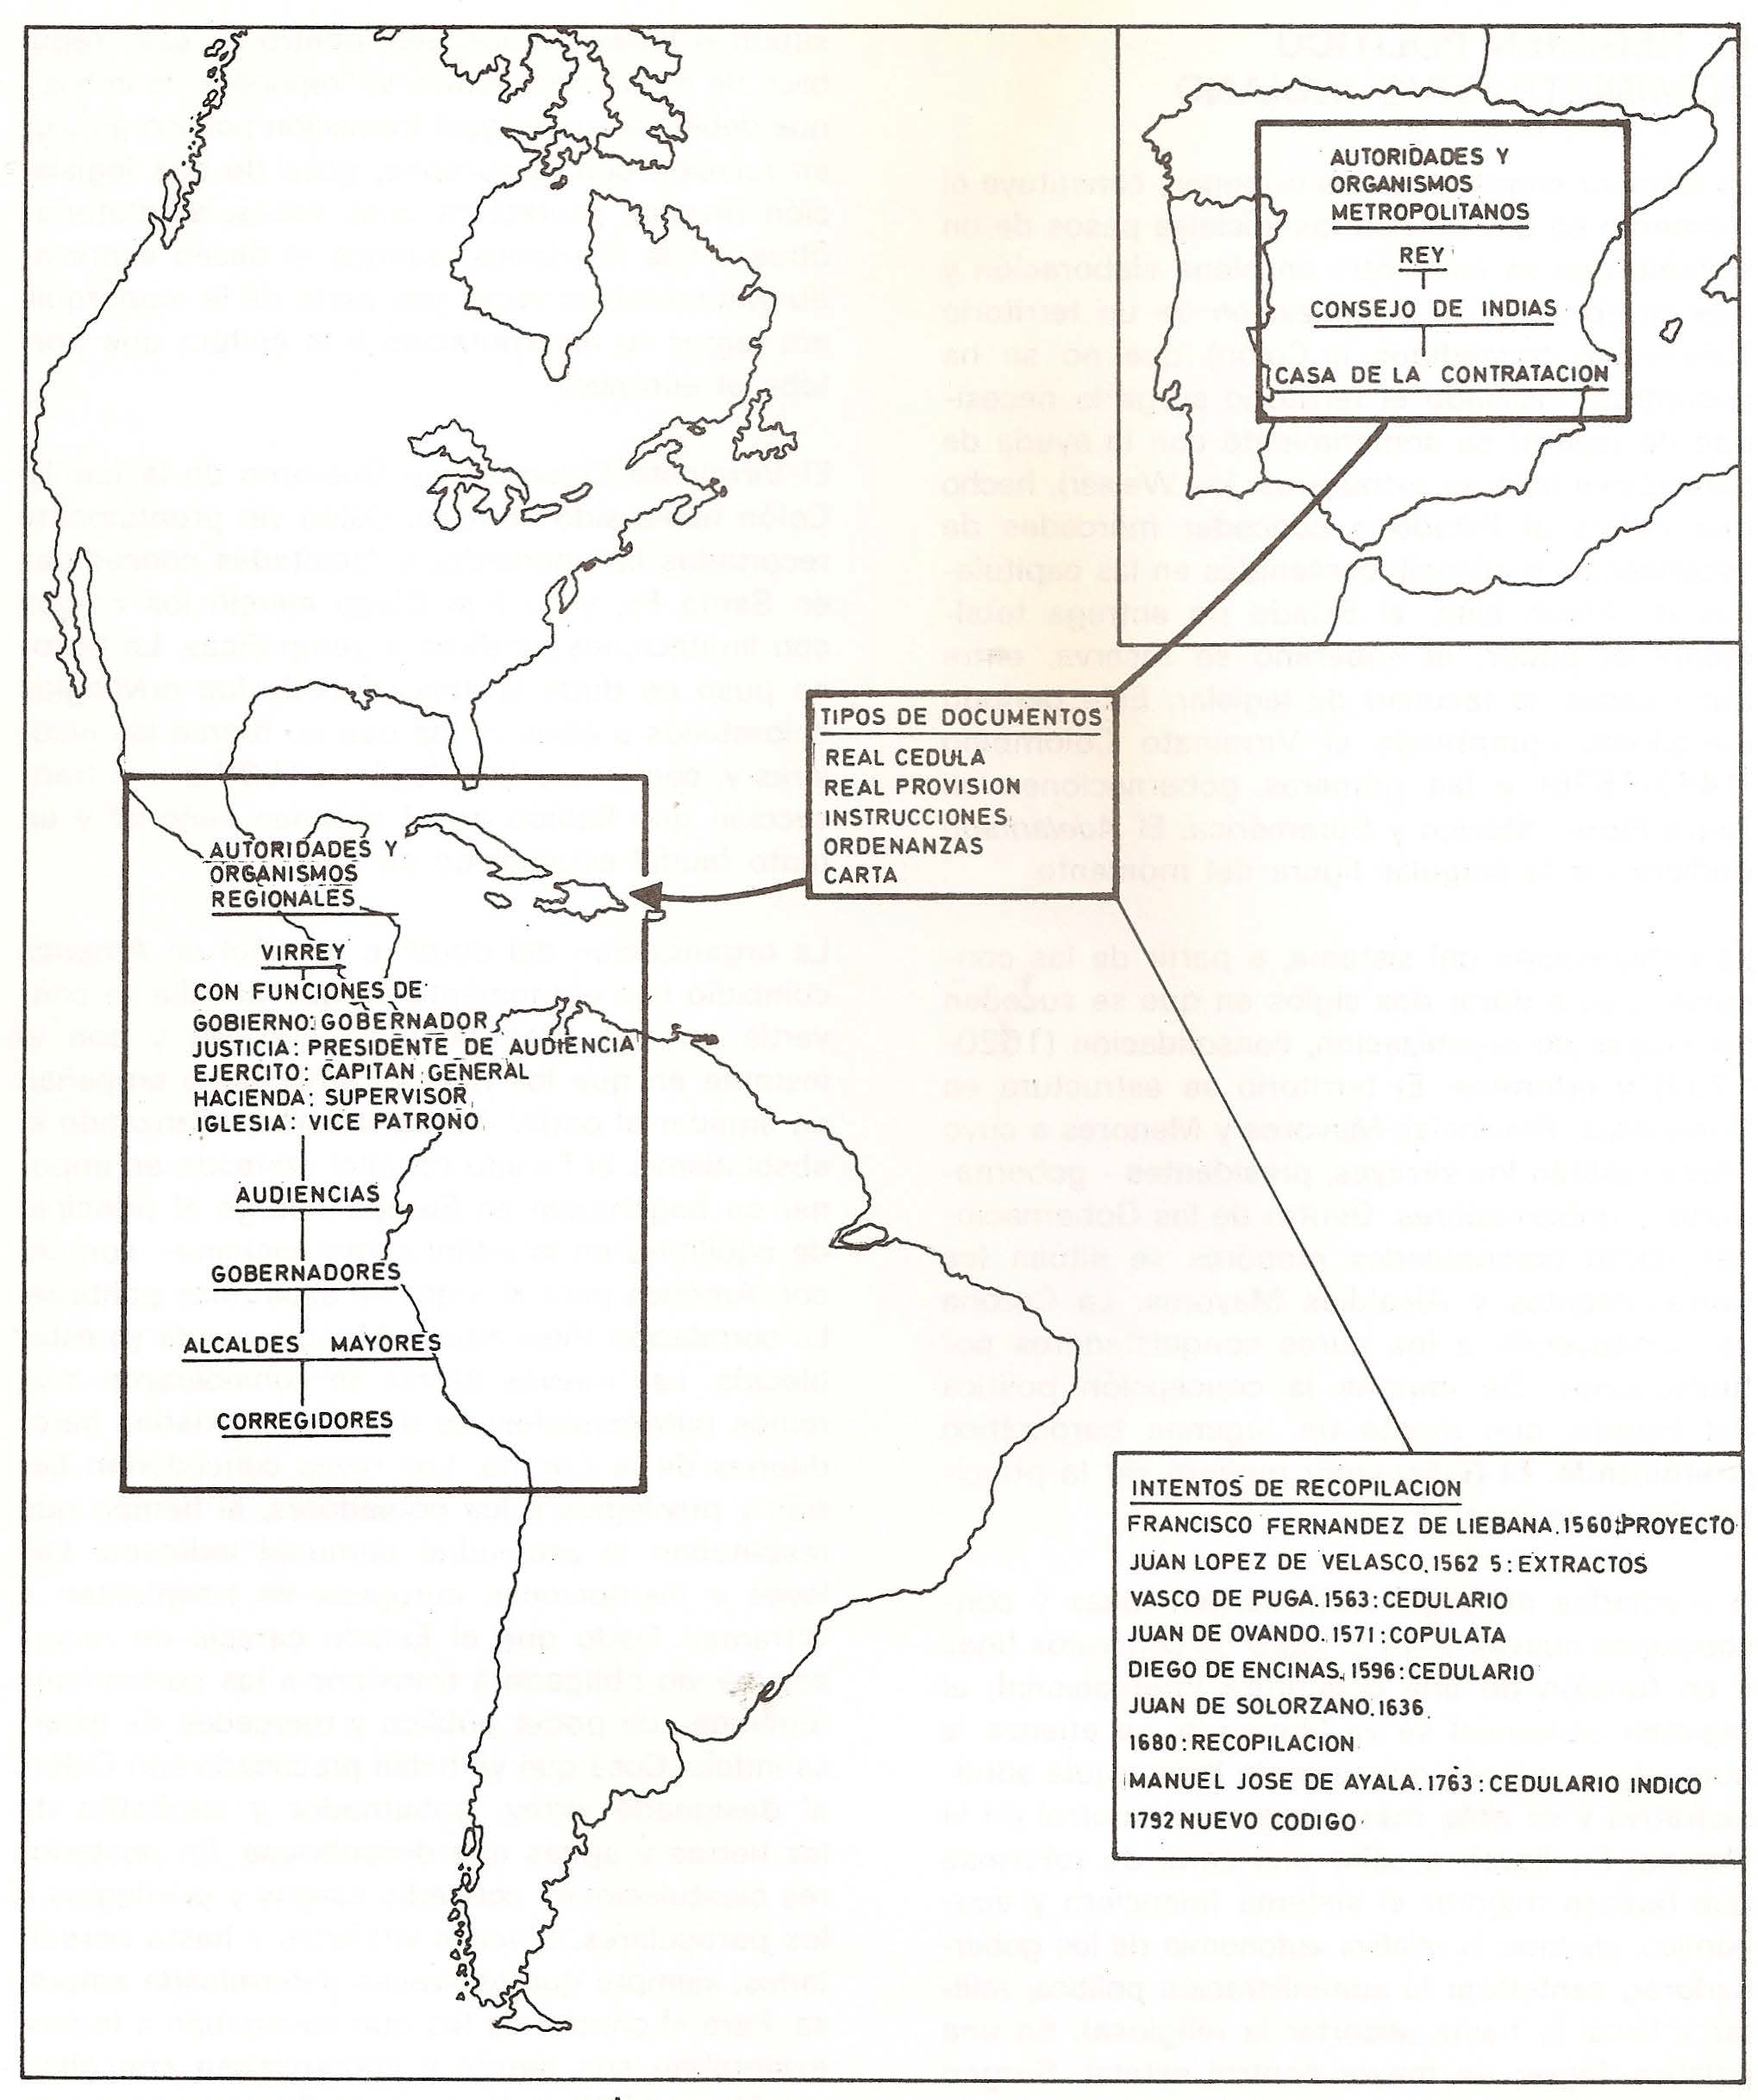 AUTORIDADES Y
ORGANISMOS
METROPOLITANOS
REY
CONSEJO DE INDIAS
CASA DE LA CONTRATACION
TIPOS DE DOCUMENTOS
REAL CEDULA
REAL PROVISION
INSTRUCCIONES
ORDENANZAS
CARTA
AUTORIDADES Y
ORGANISMOS
REGIONALES
VIRREY
CON FUNCIONES DE
GOBIERNO: GOBERNADOR
JUSTICIA: PRESIDENTE DE AUDIENCIA
EJERCITO: CAPITAN GENERAL
HACIENDA: SUPERVISOR
IGLESIA: VICE PATRONO
AUDIENCIAS
GOBERNADORES
ALCALDES MAYORES
CORREGIDORES
INTENTOS DE RECOPILACION
FRANCISCO FERNANDEZ DE LIEBANA. 1560: PROYECTO
JUAN LOPEZ DE VELASCO. 1562 5: EXTRACTOS
VASCO DE PUGA. 1563: CEDULARIO
JUAN DE OVANDO. 1571: COPULATA
DIEGO DE ENCINAS, 1596: CEDULARIO
JUAN DE SOLORZANO. 1636
1680: RECOPILACION
MANUEL JOSE DE AYALA. 1763: CEDULARIO INDICO
1792 NUEVO CODIGO